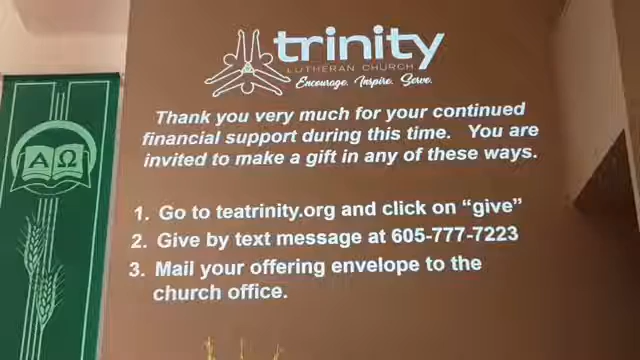 trinity
LUTHERAN CHURCH
Encourage. Inspire. Serve.
Thank you very much for your continued
financial support during this time. You are
invited to make a gift in any of these ways.
1. Go to teatrinity.org and click on “give”
2. Give by text message at 605-777-7223
3. Mail your offering envelope to the
church office.
Α Ω